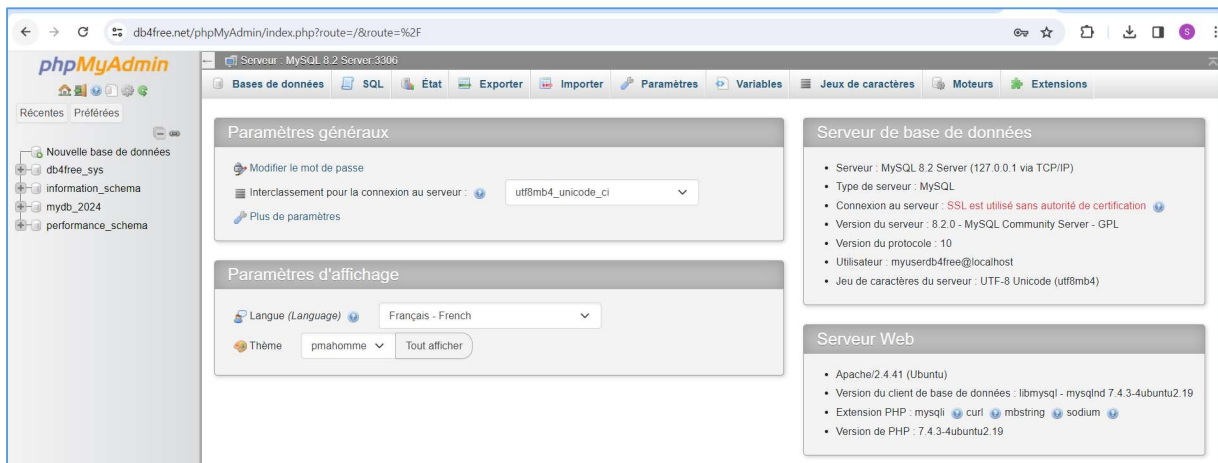 db4free.net/phpMyAdmin/index.php?route=/&route=%2F
S
phpMyAdmin
Récentes Préférées
Nouvelle base de données
db4free_sys
information_schema
mydb_2024
performance_schema
Serveur : MySQL 8.2 Server:3306
Bases de données SQL État Exporter Importer Paramètres Variables Jeux de caractères Moteurs Extensions
Paramètres généraux
Modifier le mot de passe
Interclassement pour la connexion au serveur : utf8mb4_unicode_ci
Plus de paramètres
Paramètres d'affichage
Langue (Language) Français - French
Thème pmahomme Tout afficher
Serveur de base de données
• Serveur : MySQL 8.2 Server (127.0.0.1 via TCP/IP)
• Type de serveur : MySQL
• Connexion au serveur : SSL est utilisé sans autorité de certification
• Version du serveur : 8.2.0 - MySQL Community Server - GPL
• Version du protocole : 10
• Utilisateur : myuserdb4free@localhost
• Jeu de caractères du serveur : UTF-8 Unicode (utf8mb4)
Serveur Web
• Apache/2.4.41 (Ubuntu)
• Version du client de base de données : libmysql - mysqlnd 7.4.3-4ubuntu2.19
• Extension PHP : mysqli curl mbstring sodium
• Version de PHP : 7.4.3-4ubuntu2.19